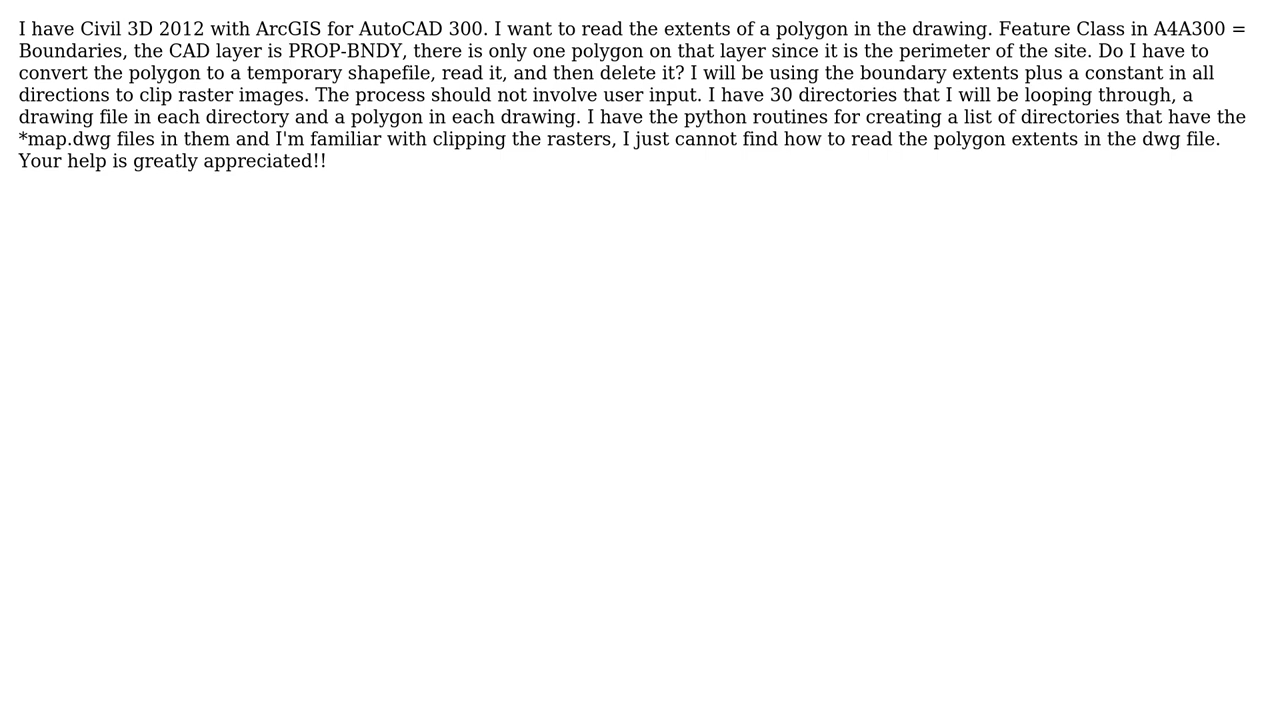 I have Civil 3D 2012 with ArcGIS for AutoCAD 300. I want to read the extents of a polygon in the drawing. Feature Class in A4A300 =
Boundaries, the CAD layer is PROP-BNDY, there is only one polygon on that layer since it is the perimeter of the site. Do I have to
convert the polygon to a temporary shapefile, read it, and then delete it? I will be using the boundary extents plus a constant in all
directions to clip raster images. The process should not involve user input. I have 30 directories that I will be looping through, a
drawing file in each directory and a polygon in each drawing. I have the python routines for creating a list of directories that have the
*map.dwg files in them and I'm familiar with clipping the rasters, I just cannot find how to read the polygon extents in the dwg file.
Your help is greatly appreciated!!